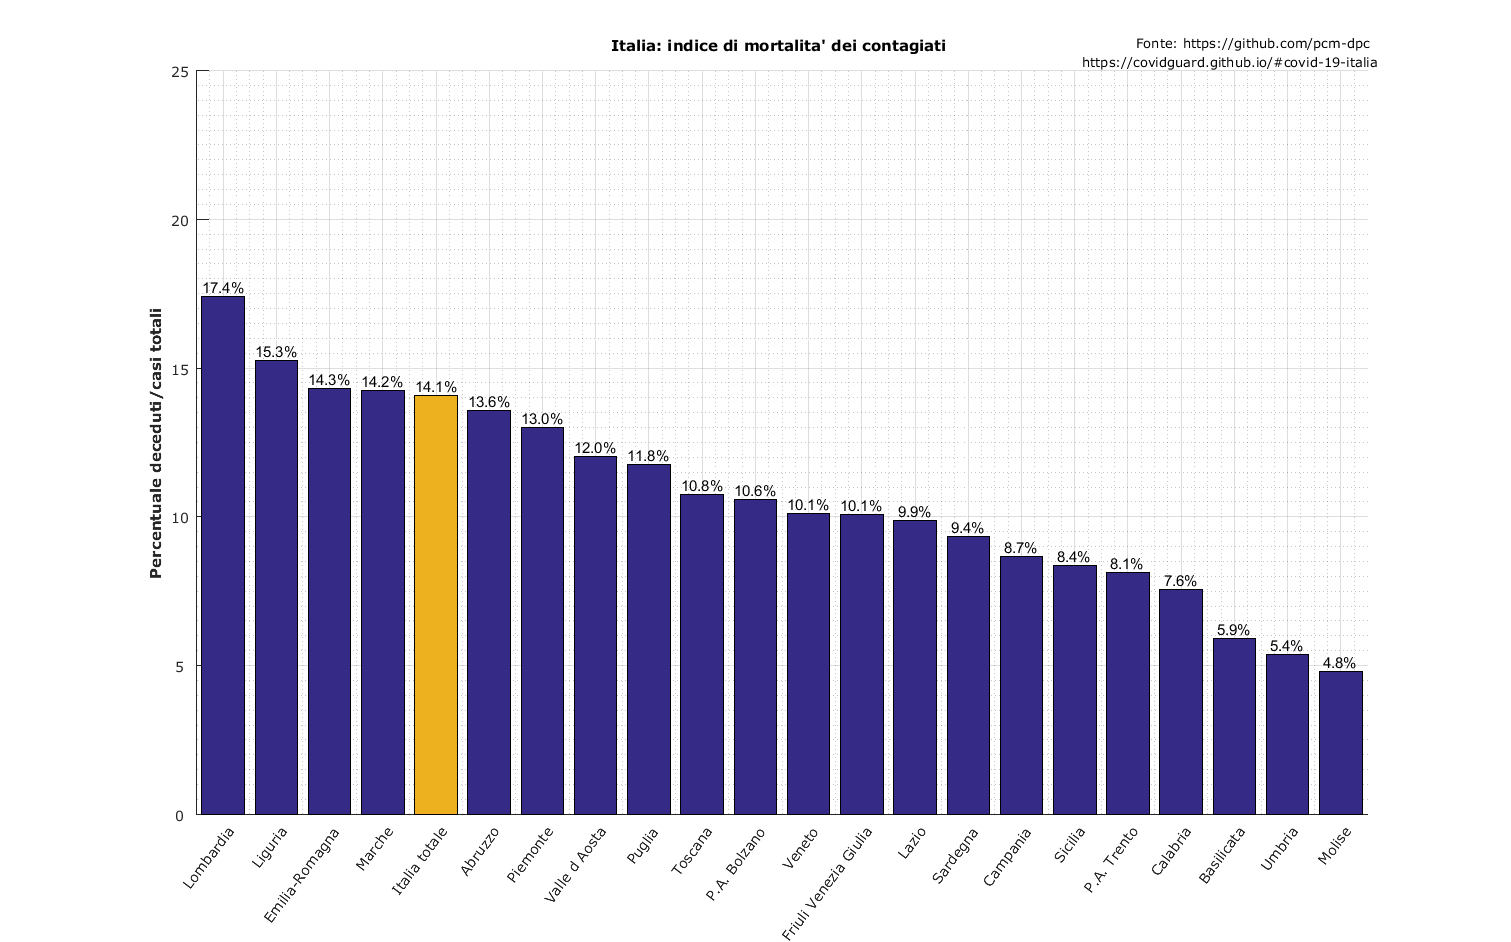 Italia: indice di mortalita' dei contagiati
Fonte: https://github.com/pcm-dpc
https://covidguard.github.io/#covid-19-italia
Percentuale deceduti/casi totali
25
20
15
10
5
0
17.4%
15.3%
14.3%
14.2%
14.1%
13.6%
13.0%
12.0%
11.8%
10.8%
10.6%
10.1%
10.1%
9.9%
9.4%
8.7%
8.4%
8.1%
7.6%
5.9%
5.4%
4.8%
Lombardia
Liguria
Emilia-Romagna
Marche
Italia totale
Abruzzo
Piemonte
Valle d Aosta
Puglia
Toscana
P.A. Bolzano
Veneto
Friuli Venezia Giulia
Lazio
Sardegna
Campania
Sicilia
P.A. Trento
Calabria
Basilicata
Umbria
Molise